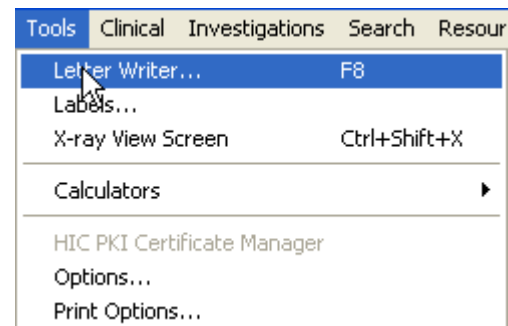 Tools Clinical Investigations Search Resour
Letter Writer... F8
Labels...
X-ray View Screen Ctrl+Shift+X
Calculators
HIC PKI Certificate Manager
Options...
Print Options...